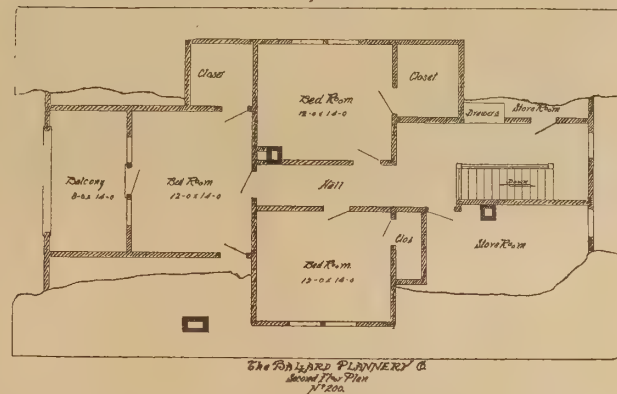 Closet
Bed Room
12-0 x 14-0
Closet
Store Room
Drawers
Balcony
8-0 x 14-0
Bed Room
12-0 x 14-0
Hall
Down
Clos
Store Room
Bed Room
12-0 x 14-0
The BALLARD PLANNERY Co.
Second Floor Plan
Nº 200.